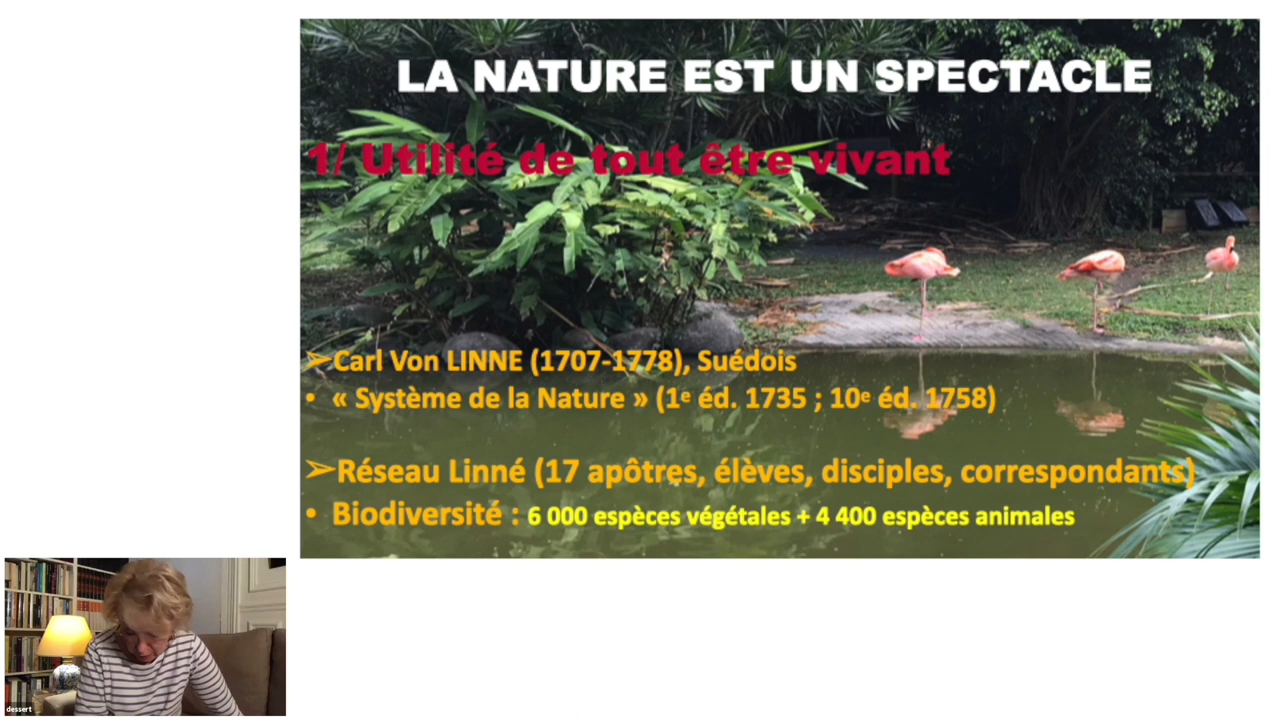 LA NATURE EST UN SPECTACLE
1/ Utilité de tout être vivant
➢Carl Von LINNE (1707-1778), Suédois
• « Système de la Nature » (1e éd. 1735 ; 10e éd. 1758)
➢Réseau Linné (17 apôtres, élèves, disciples, correspondants)
• Biodiversité : 6 000 espèces végétales + 4 400 espèces animales
dessert